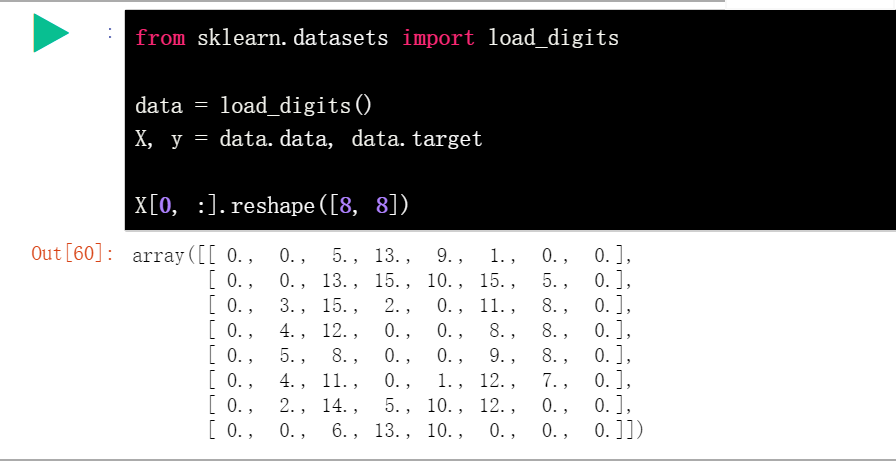 :
from sklearn.datasets import load_digits
data = load_digits()
X, y = data.data, data.target
X[0, :].reshape([8, 8])
Out[60]: array([[ 0., 0., 5., 13., 9., 1., 0., 0.],
[ 0., 0., 13., 15., 10., 15., 5., 0.],
[ 0., 3., 15., 2., 0., 11., 8., 0.],
[ 0., 4., 12., 0., 0., 8., 8., 0.],
[ 0., 5., 8., 0., 0., 9., 8., 0.],
[ 0., 4., 11., 0., 1., 12., 7., 0.],
[ 0., 2., 14., 5., 10., 12., 0., 0.],
[ 0., 0., 6., 13., 10., 0., 0., 0.]])